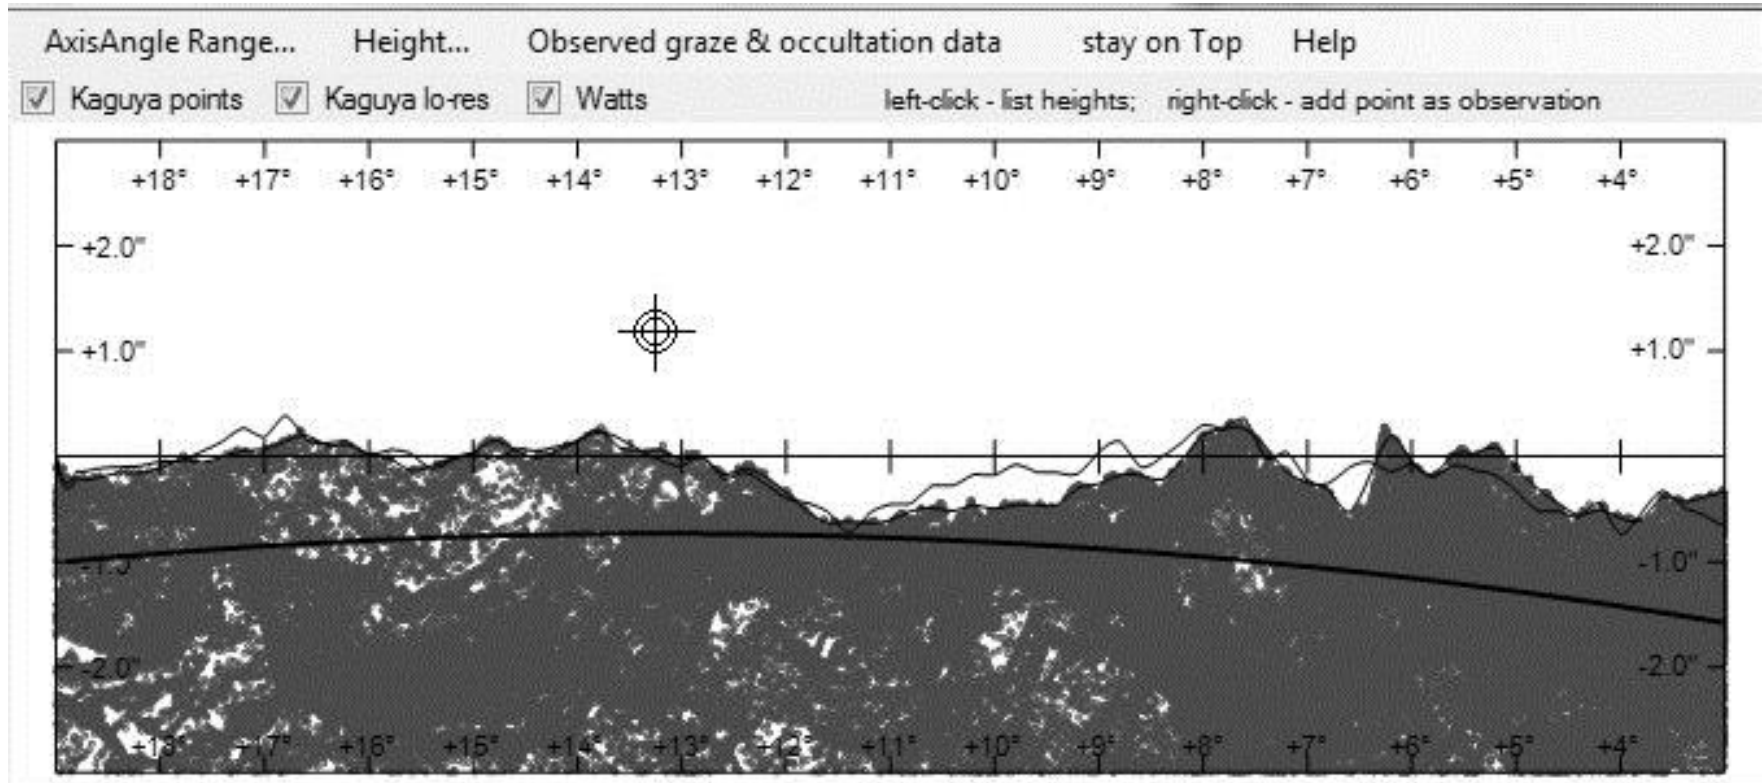 AxisAngle Range... Height... Observed graze & occultation data stay on Top Help
Kaguya points Kaguya lo-res Watts left-click - list heights; right-click - add point as observation
+18° +17° +16° +15° +14° +13° +12° +11° +10° +9° +8° +7° +6° +5° +4°
+2.0" +2.0"
+1.0" +1.0"
-1.0" -1.0"
-2.0" -2.0"
+18° +17° +16° +15° +14° +13° +12° +11° +10° +9° +8° +7° +6° +5° +4°